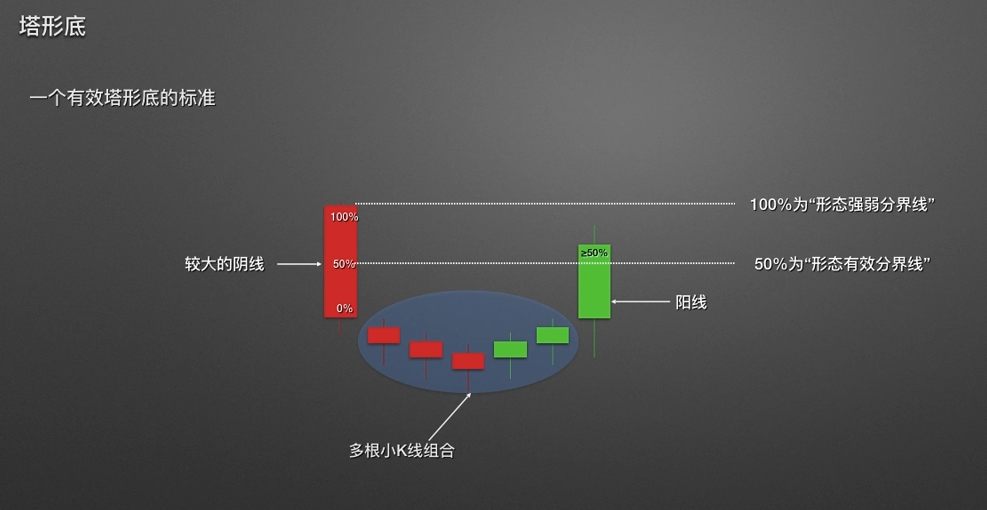 塔形底
一个有效塔形底的标准
100%
100%为“形态强弱分界线”
≥50%
较大的阴线
50%
50%为“形态有效分界线”
0%
阳线
多根小K线组合